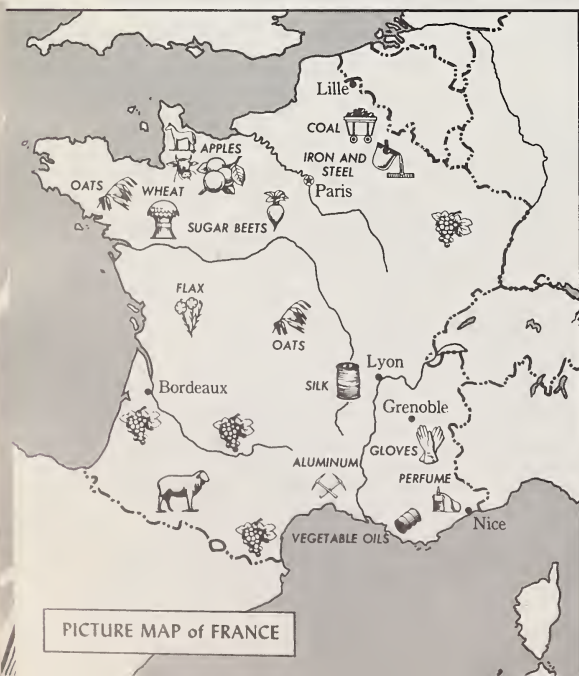 Lille
COAL
IRON AND
STEEL
Paris
APPLES
OATS
WHEAT
SUGAR BEETS
FLAX
OATS
SILK
Lyon
Bordeaux
Grenoble
GLOVES
ALUMINUM
PERFUME
VEGETABLE OILS
Nice
PICTURE MAP of FRANCE